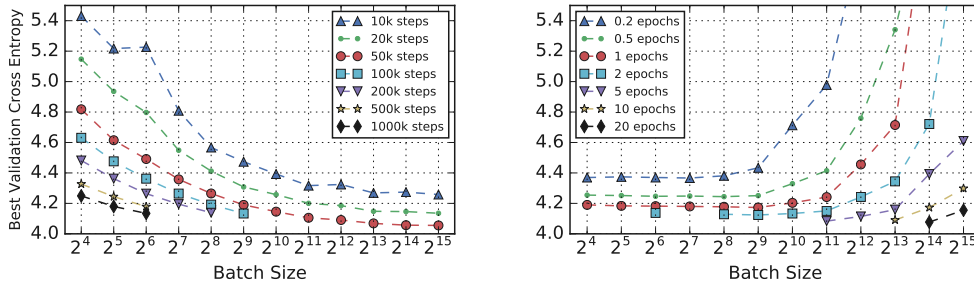 Best Validation Cross Entropy
5.4
5.2
5.0
4.8
4.6
4.4
4.2
4.0
10k steps
20k steps
50k steps
100k steps
200k steps
500k steps
1000k steps
2^4 2^5 2^6 2^7 2^8 2^9 2^10 2^11 2^12 2^13 2^14 2^15
Batch Size
5.4
5.2
5.0
4.8
4.6
4.4
4.2
4.0
0.2 epochs
0.5 epochs
1 epochs
2 epochs
5 epochs
10 epochs
20 epochs
2^4 2^5 2^6 2^7 2^8 2^9 2^10 2^11 2^12 2^13 2^14 2^15
Batch Size